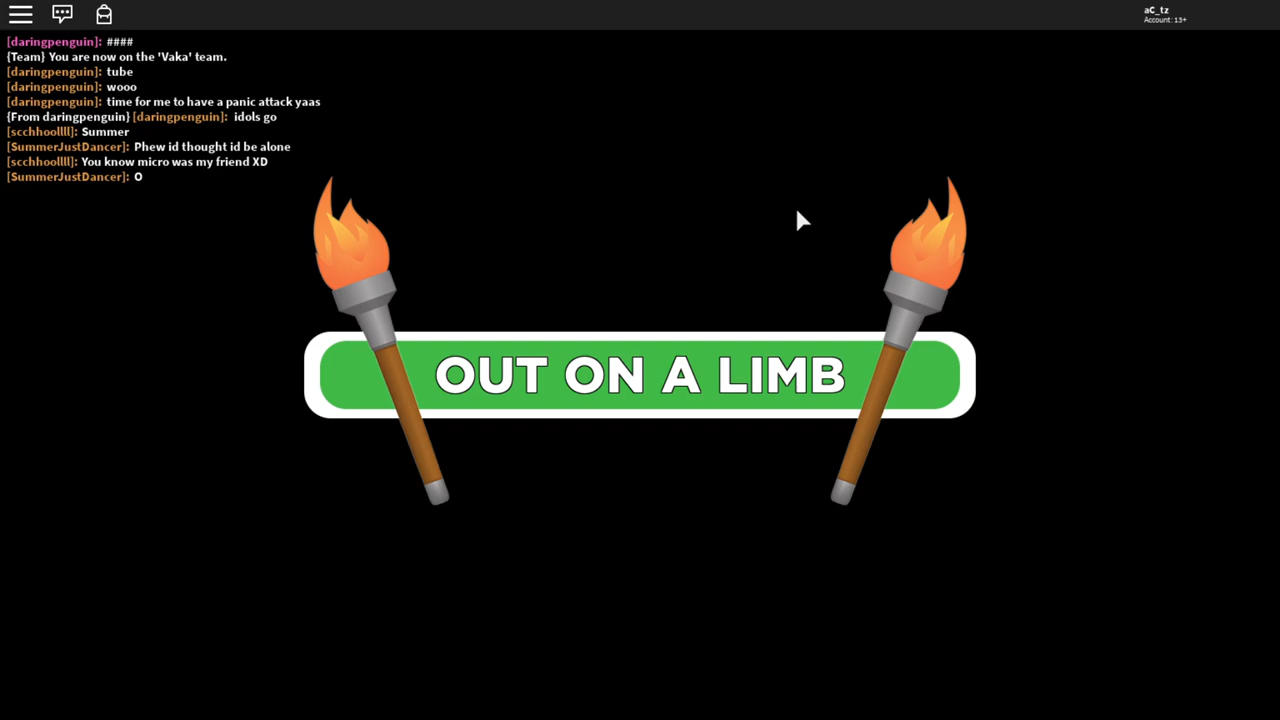 aC_tz
Account: 13+
[daringpenguin]: ####
{Team} You are now on the 'Vaka' team.
[daringpenguin]: tube
[daringpenguin]: wooo
[daringpenguin]: time for me to have a panic attack yaas
{From daringpenguin} [daringpenguin]: idols go
[scchhoollll]: Summer
[SummerJustDancer]: Phew id thought id be alone
[scchhoollll]: You know micro was my friend XD
[SummerJustDancer]: O
OUT ON A LIMB